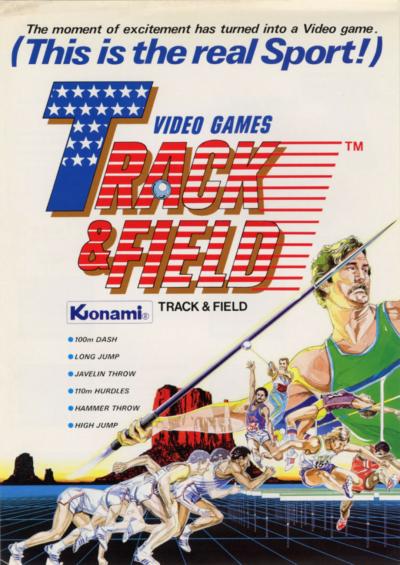 The moment of excitement has turned into a Video game.
(This is the real Sport!)
VIDEO GAMES
TRACK
& FIELD
TM
Konami®
TRACK & FIELD
100m DASH
LONG JUMP
JAVELIN THROW
110m HURDLES
HAMMER THROW
HIGH JUMP